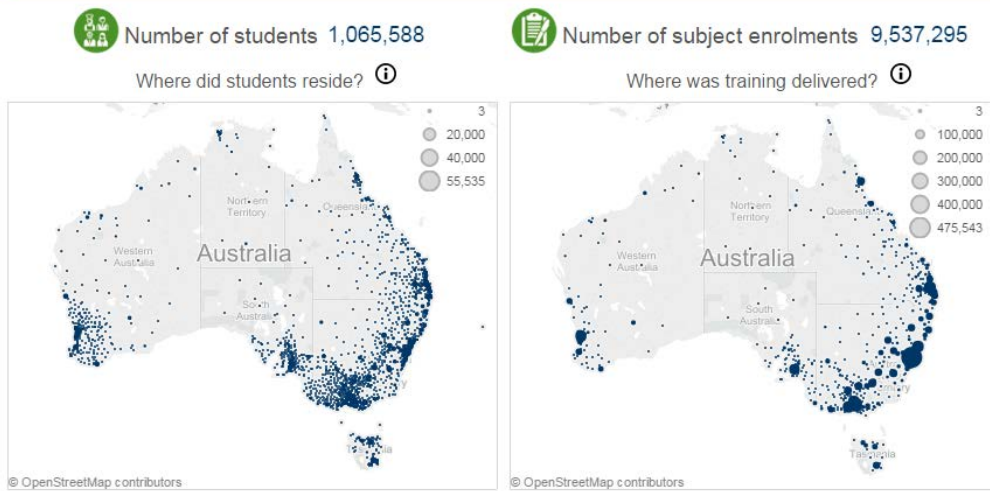 Number of students 1,065,588
Where did students reside?
3
20,000
40,000
55,535
Northern
Territory
Queensland
Western
Australia
Australia
South
Australia
Tasmania
© OpenStreetMap contributors
Number of subject enrolments 9,537,295
Where was training delivered?
3
100,000
200,000
300,000
400,000
475,543
Northern
Territory
Queensland
Western
Australia
Australia
South
Australia
Tasmania
© OpenStreetMap contributors